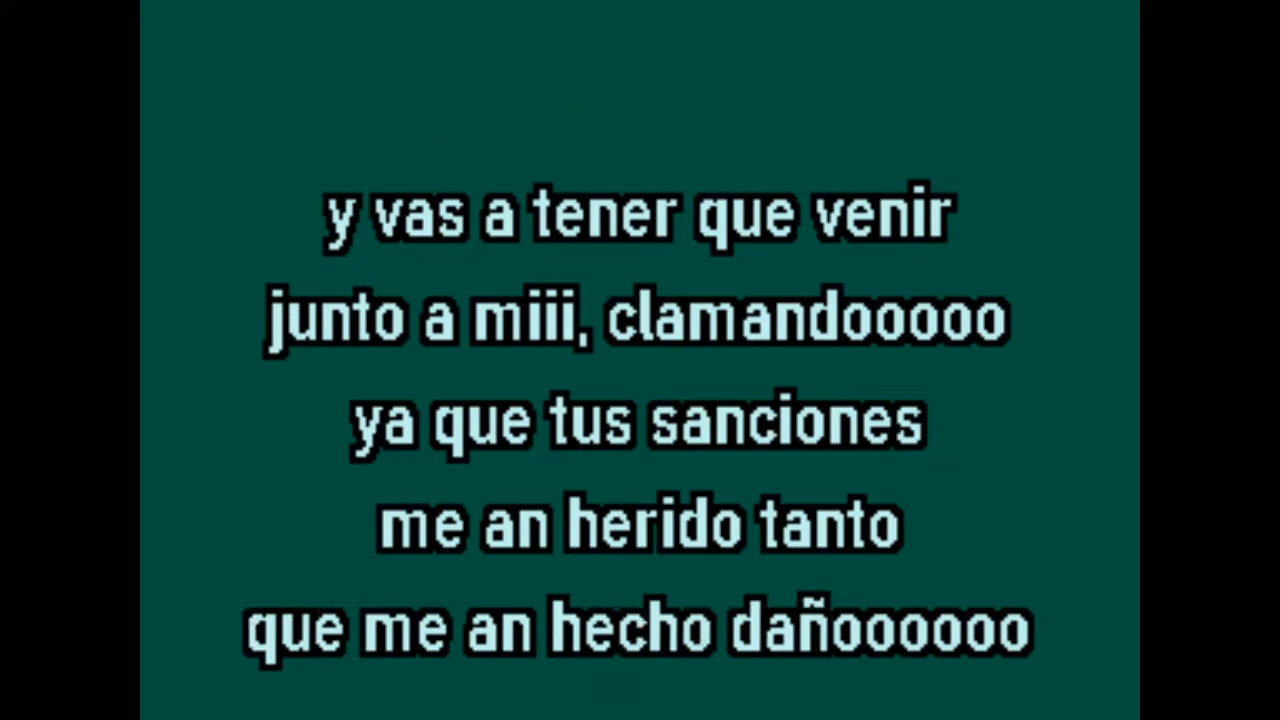 y vas a tener que venir
junto a miii, clamandooooo
ya que tus sanciones
me an herido tanto
que me an hecho dañoooooo